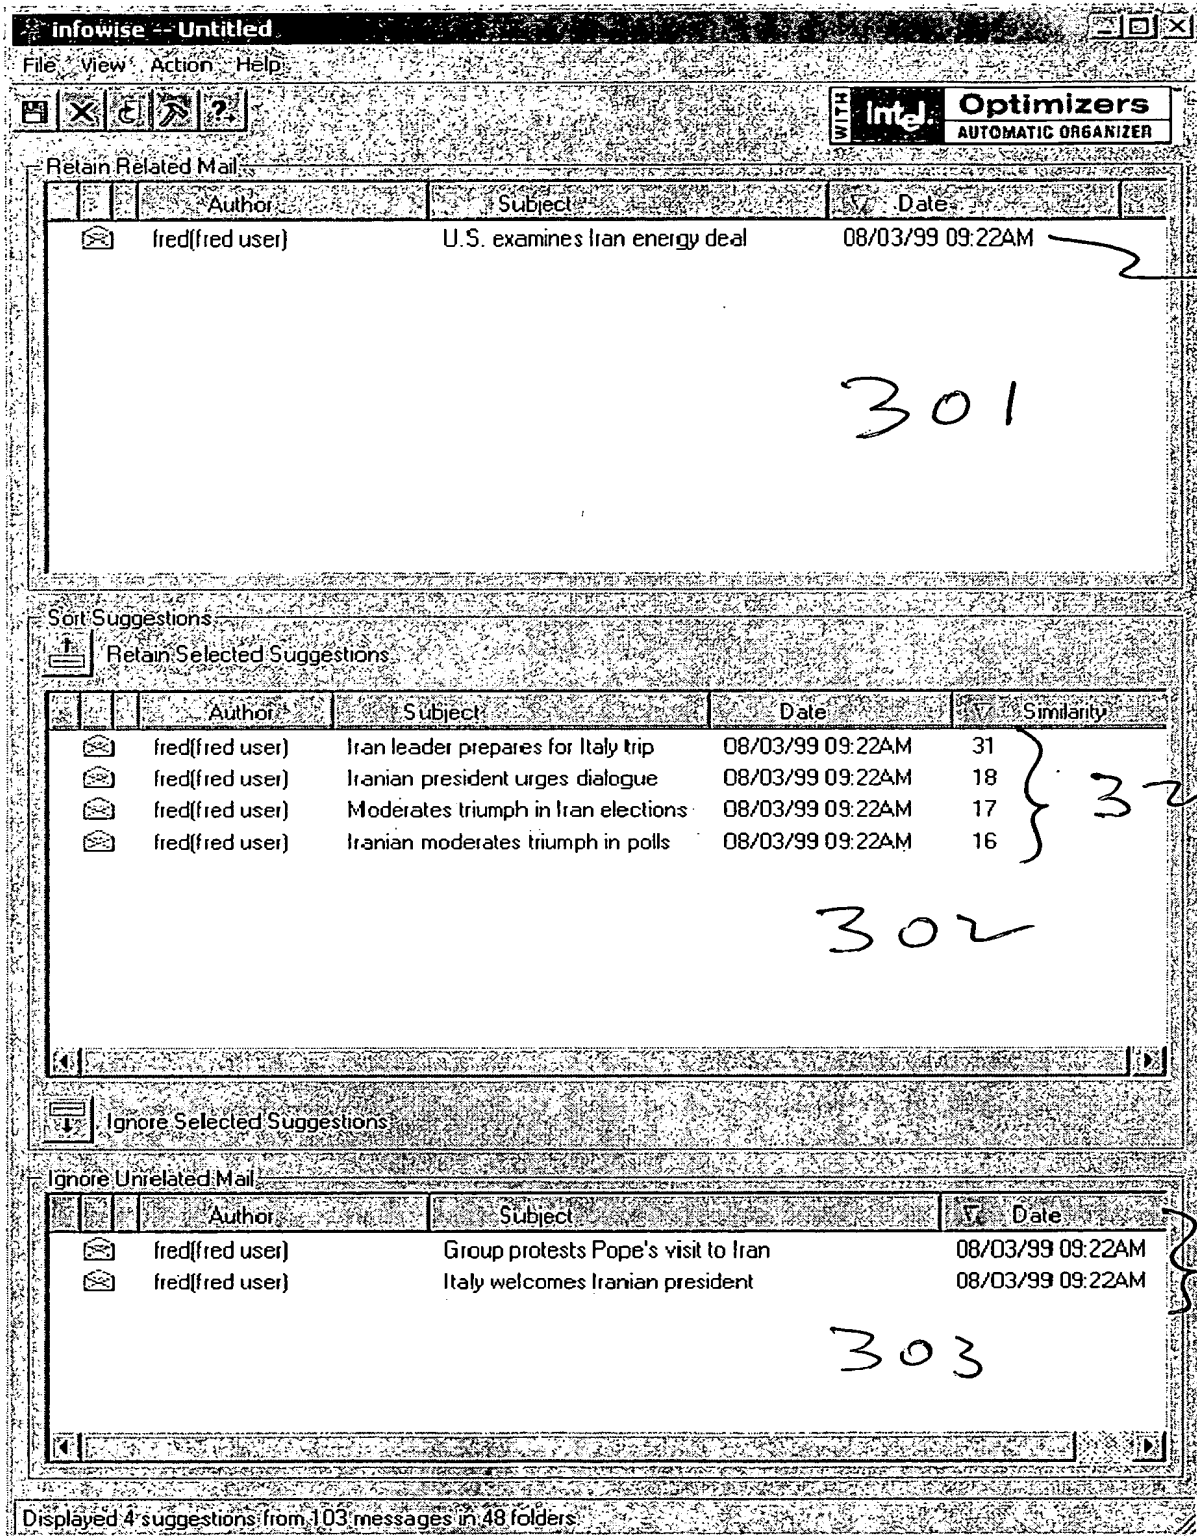 infowise -- Untitled
File View Action Help
WITH intel Optimizers
AUTOMATIC ORGANIZER
Retain Related Mail
Author Subject Date
fred(fred user) U.S. examines Iran energy deal 08/03/99 09:22AM
301
Sort Suggestions
Retain Selected Suggestions
Author Subject Date Similarity
fred(fred user) Iran leader prepares for Italy trip 08/03/99 09:22AM 31
fred(fred user) Iranian president urges dialogue 08/03/99 09:22AM 18
fred(fred user) Moderates triumph in Iran elections 08/03/99 09:22AM 17
fred(fred user) Iranian moderates triumph in polls 08/03/99 09:22AM 16
302
Ignore Selected Suggestions
Ignore Unrelated Mail
Author Subject Date
fred(fred user) Group protests Pope's visit to Iran 08/03/99 09:22AM
fred(fred user) Italy welcomes Iranian president 08/03/99 09:22AM
303
Displayed 4 suggestions from 103 messages in 48 folders